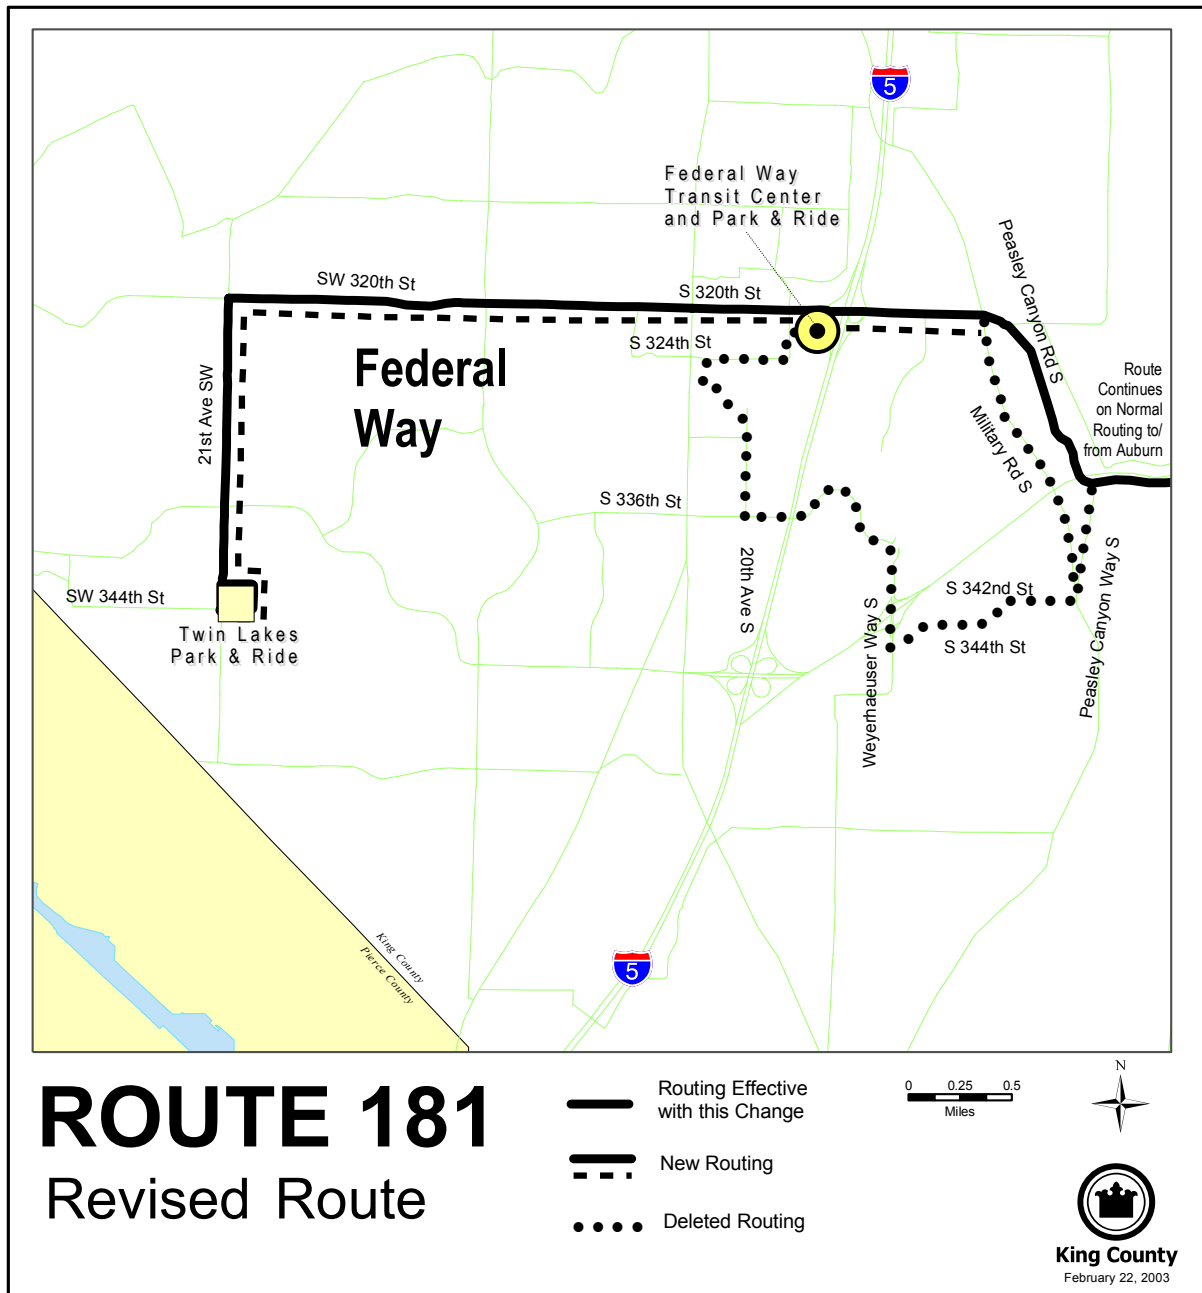 5
Federal Way
Transit Center
and Park & Ride
Peasley Canyon Rd S
SW 320th St
S 320th St
S 324th St
Federal
Way
Route
Continues
on Normal
Routing to/
from Auburn
21st Ave SW
Military Rd S
S 336th St
20th Ave S
SW 344th St
S 342nd St
Twin Lakes
Park & Ride
S 344th St
Weyerhaeuser Way S
Peasley Canyon Way S
King County
Pierce County
5
ROUTE 181
Revised Route
Routing Effective
with this Change
New Routing
Deleted Routing
0 0.25 0.5
Miles
N
King County
February 22, 2003